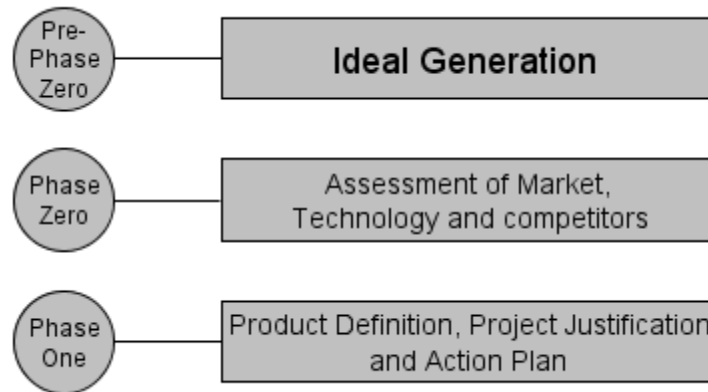 Pre-
Phase
Zero
Ideal Generation
Phase
Zero
Assessment of Market,
Technology and competitors
Phase
One
Product Definition, Project Justification
and Action Plan